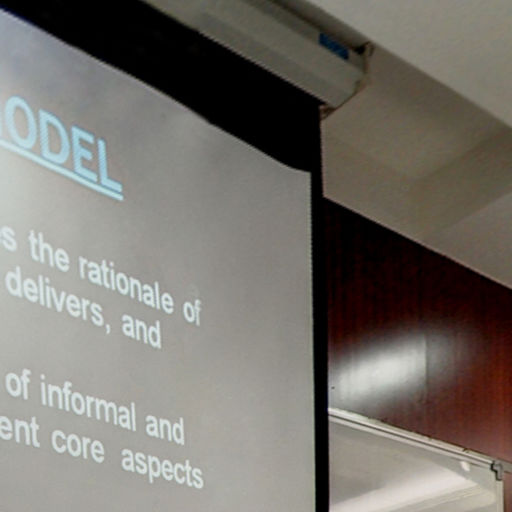 ODEL
s the rationale of
delivers, and
of informal and
ent core aspects